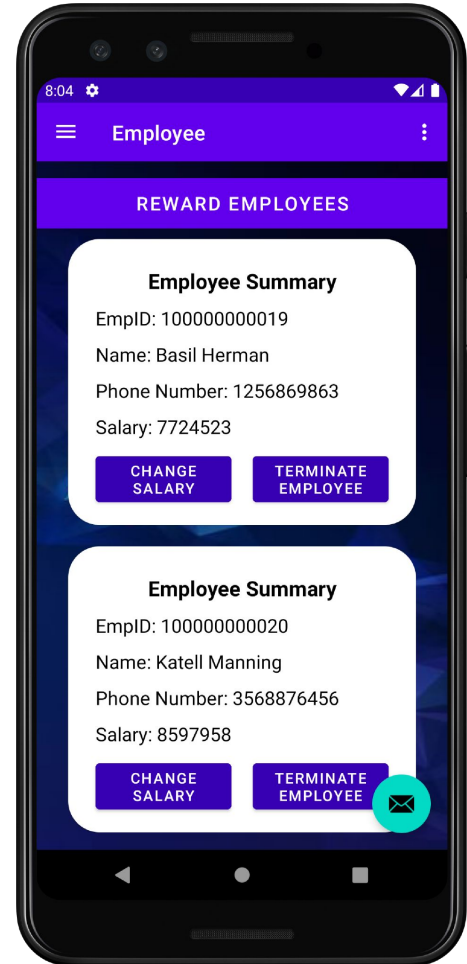 8:04
Employee
REWARD EMPLOYEES
Employee Summary
EmpID: 100000000019
Name: Basil Herman
Phone Number: 1256869863
Salary: 7724523
CHANGE SALARY
TERMINATE EMPLOYEE
Employee Summary
EmpID: 100000000020
Name: Katell Manning
Phone Number: 3568876456
Salary: 8597958
CHANGE SALARY
TERMINATE EMPLOYEE